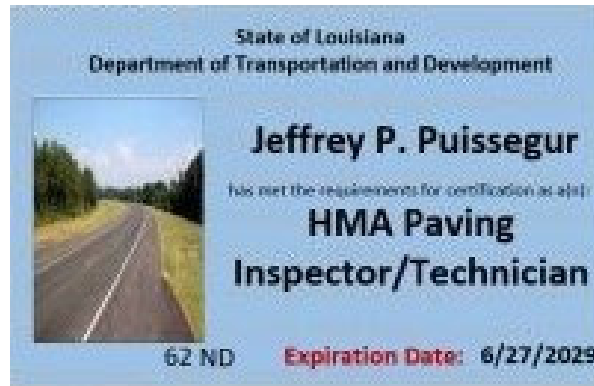 State of Louisiana
Department of Transportation and Development
Jeffrey P. Puissegur
has met the requirements for certification as a(n):
HMA Paving
Inspector/Technician
62 ND
Expiration Date: 6/27/2029